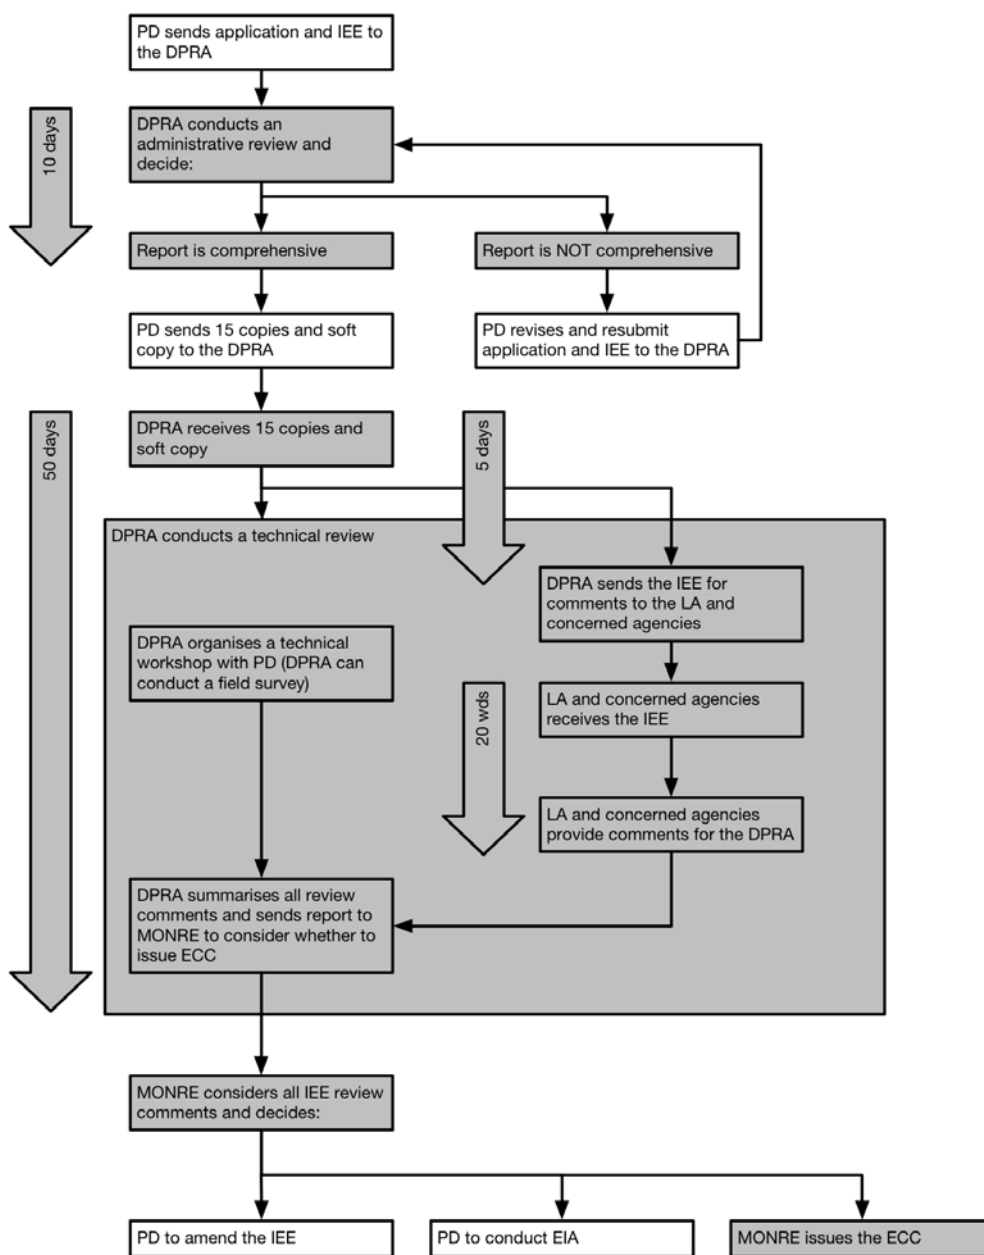 PD sends application and IEE to
the DPRA
10 days
DPRA conducts an
administrative review and
decide:
Report is comprehensive
Report is NOT comprehensive
PD sends 15 copies and soft
copy to the DPRA
PD revises and resubmit
application and IEE to the DPRA
50 days
DPRA receives 15 copies and
soft copy
5 days
DPRA conducts a technical review
DPRA sends the IEE for
comments to the LA and
concerned agencies
DPRA organises a technical
workshop with PD (DPRA can
conduct a field survey)
20 wds
LA and concerned agencies
receives the IEE
LA and concerned agencies
provide comments for the DPRA
DPRA summarises all review
comments and sends report to
MONRE to consider whether to
issue ECC
MONRE considers all IEE review
comments and decides:
PD to amend the IEE
PD to conduct EIA
MONRE issues the ECC